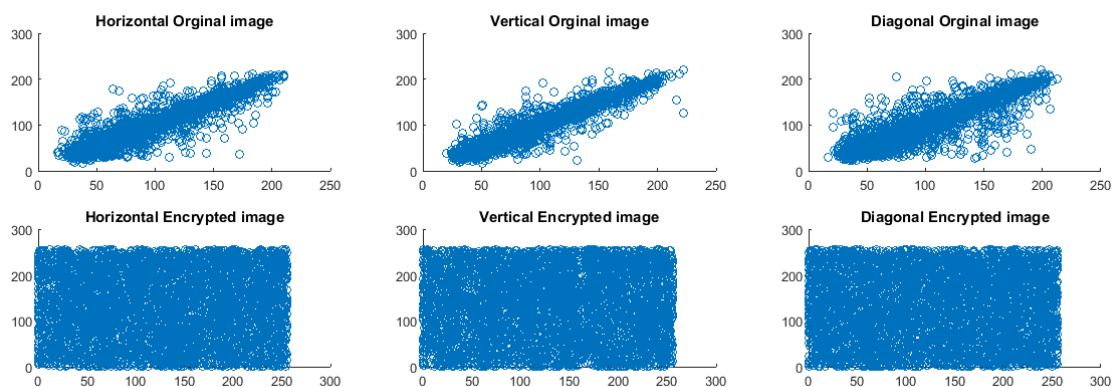 Horizontal Orginal image
300
200
100
0
0 50 100 150 200 250
Vertical Orginal image
300
200
100
0
0 50 100 150 200 250
Diagonal Orginal image
300
200
100
0
0 50 100 150 200 250
Horizontal Encrypted image
300
200
100
0
0 50 100 150 200 250 300
Vertical Encrypted image
300
200
100
0
0 50 100 150 200 250 300
Diagonal Encrypted image
300
200
100
0
0 50 100 150 200 250 300